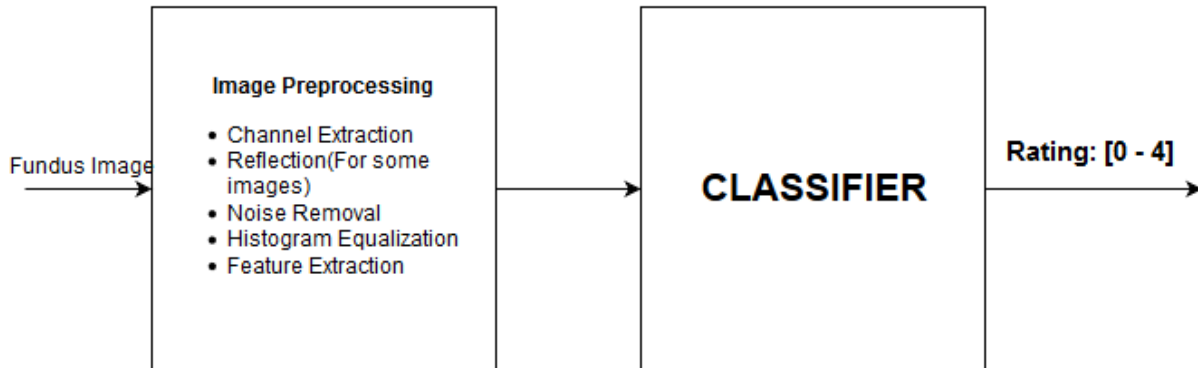 Fundus Image
Image Preprocessing
• Channel Extraction
• Reflection(For some
images)
• Noise Removal
• Histogram Equalization
• Feature Extraction
CLASSIFIER
Rating: [0 - 4]